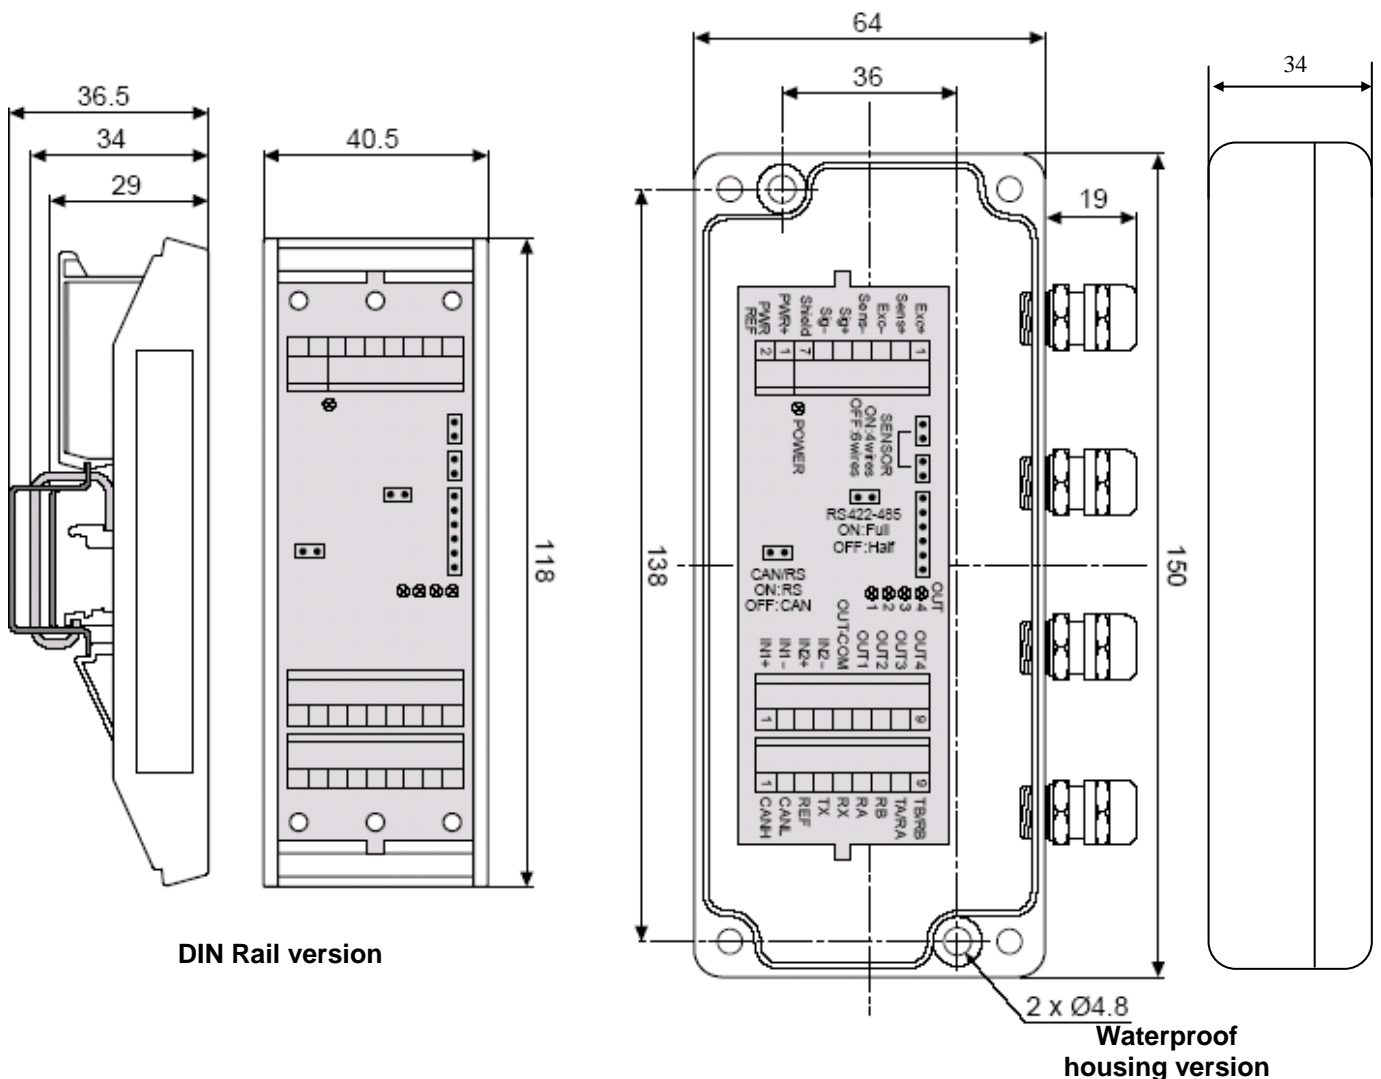 36.5
34
29
40.5
118
DIN Rail version
64
36
34
19
138
150
Exc+
Sens+
Exc-
Sens-
Sig+
Sig-
Shield
PWR+
PWR
REF
2
1
7
1
POWER
SENSOR
ON:4wires
OFF:6wires
RS422-485
ON:Full
OFF:Half
CAN/RS
ON:RS
OFF:CAN
OUT
1
2
3
4
IN1+
IN1-
IN2+
IN2-
OUT-COM
OUT1
OUT2
OUT3
OUT4
1
9
1
9
CANH
CANL
REF
TX
RX
RA
RB
TA/RA
TB/RB
2 x Ø4.8
Waterproof
housing version